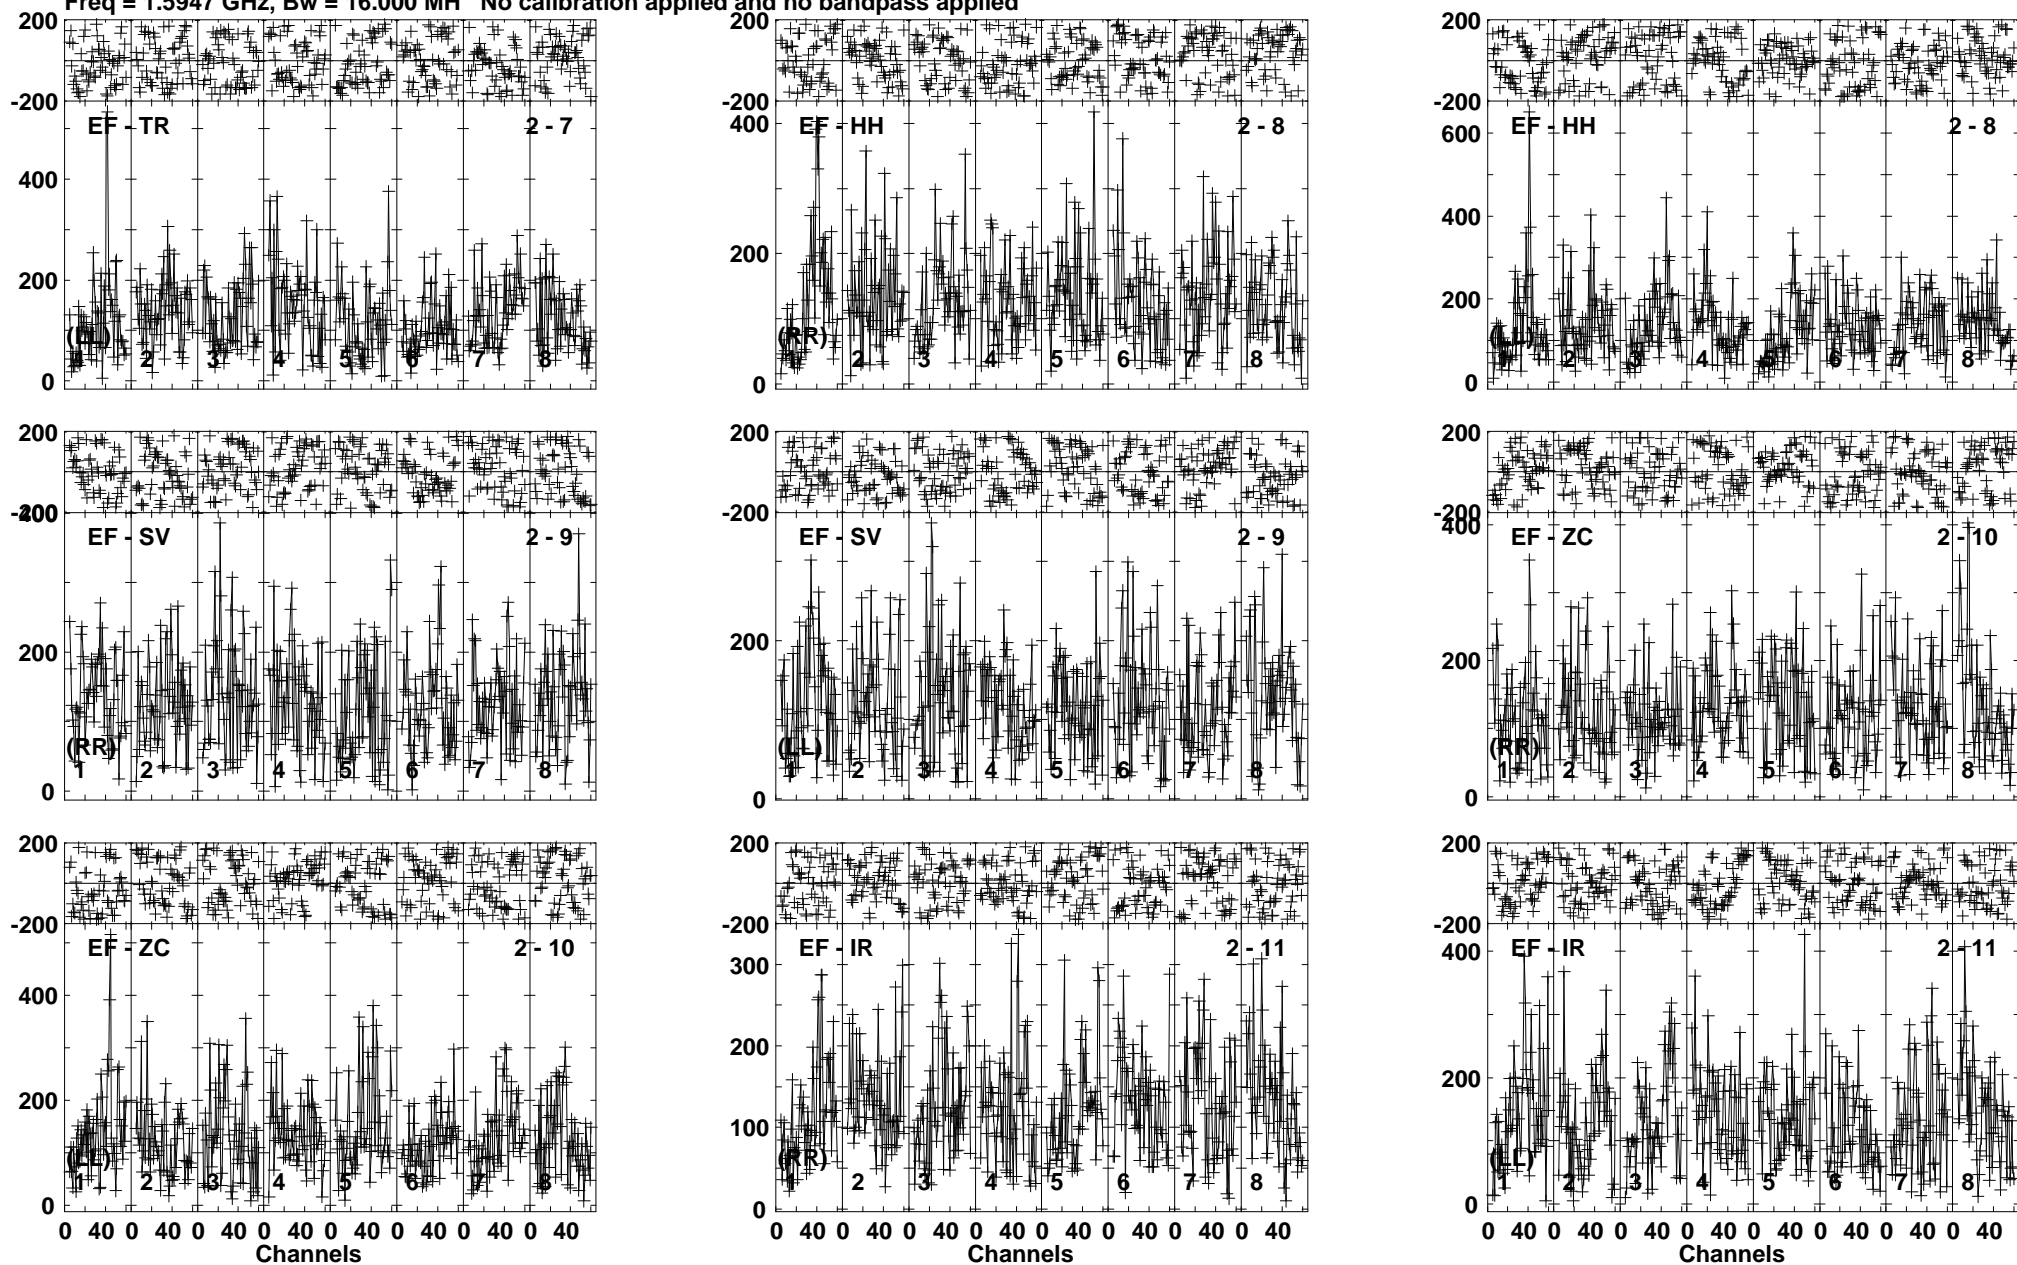 Freq = 1.5947 GHz, Bw = 16.000 MH No calibration applied and no bandpass applied
200 200 200
-200 -200 -200
EF - TR 2 - 7 EF - HH 2 - 8 EF - HH 2 - 8
400 400 600
200 200 400
200
(LL) (RR) (LL)
1 2 3 4 5 6 7 8 1 2 3 4 5 6 7 8 1 2 3 4 5 6 7 8
0 0 0
200 200 200
-200 -200 -200
400 400
EF - SV 2 - 9 EF - SV 2 - 9 EF - ZC 2 - 10
200 200 200
(RR) (LL) (RR)
1 2 3 4 5 6 7 8 1 2 3 4 5 6 7 8 1 2 3 4 5 6 7 8
0 0 0
200 200 200
-200 -200 -200
EF - ZC 2 - 10 EF - IR 2 - 11 EF - IR 2 - 11
400 300 400
200 200 200
100
(LL) (RR) (LL)
1 2 3 4 5 6 7 8 1 2 3 4 5 6 7 8 1 2 3 4 5 6 7 8
0 0 0
0 40 0 40 0 40 0 40 0 40 0 40 0 40 0 40 0 40 0 40 0 40 0 40 0 40 0 40 0 40 0 40 0 40 0 40 0 40 0 40 0 40 0 40 0 40 0 40
Channels Channels Channels